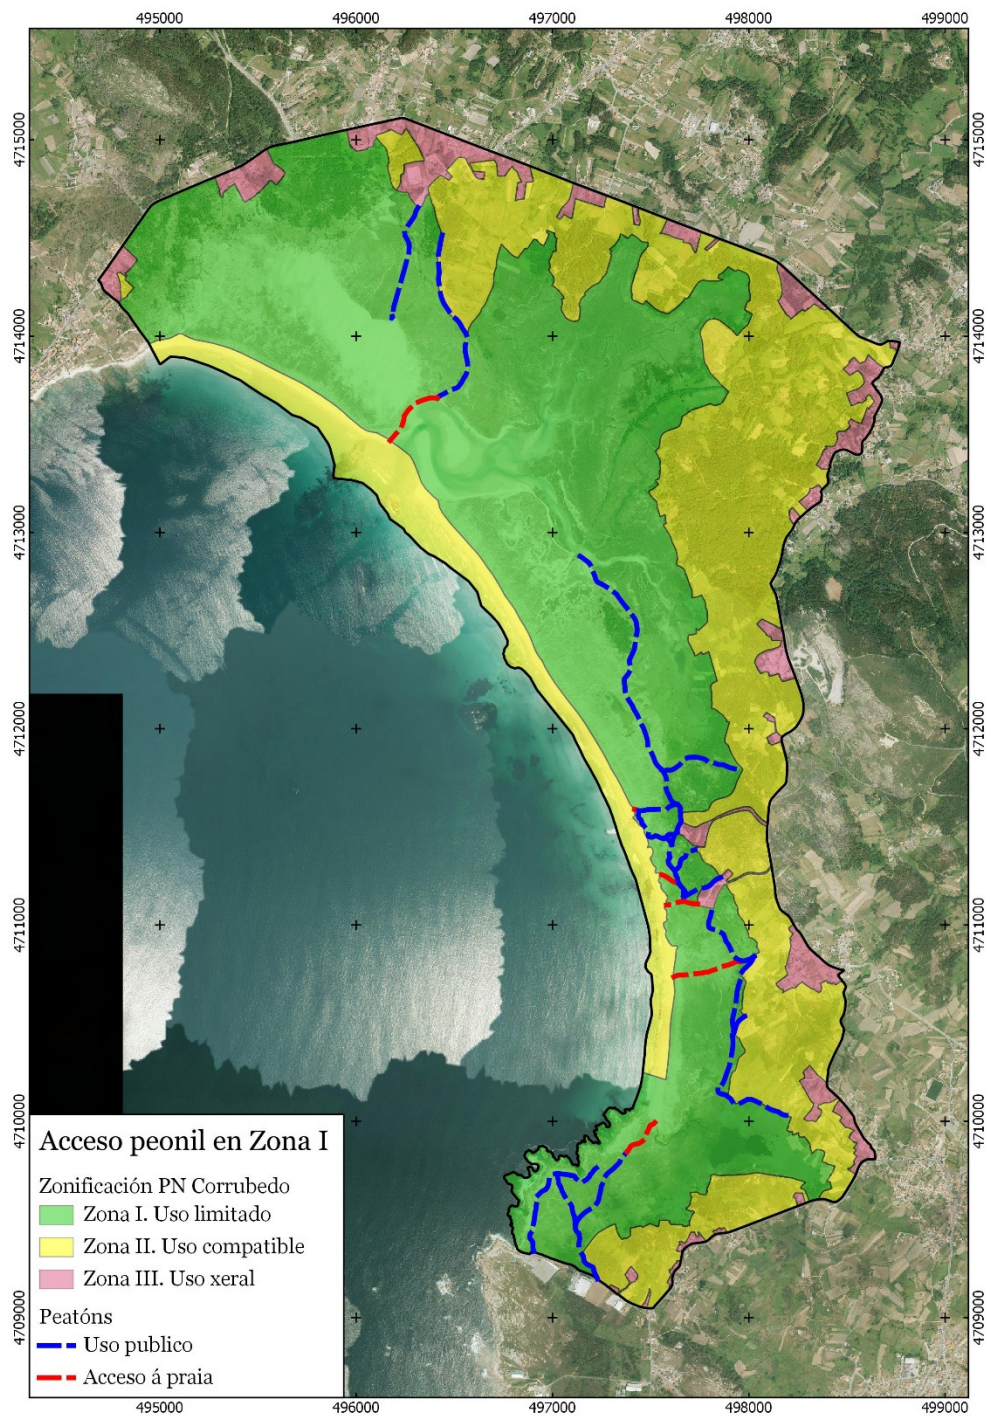 495000 496000 497000 498000 499000
4715000 4715000
4714000 4714000
4713000 4713000
4712000 4712000
4711000 4711000
4710000 4710000
4709000 4709000
Acceso peonil en Zona I
Zonificación PN Corrubedo
Zona I. Uso limitado
Zona II. Uso compatible
Zona III. Uso xeral
Peatóns
Uso publico
Acceso á praia
495000 496000 497000 498000 499000